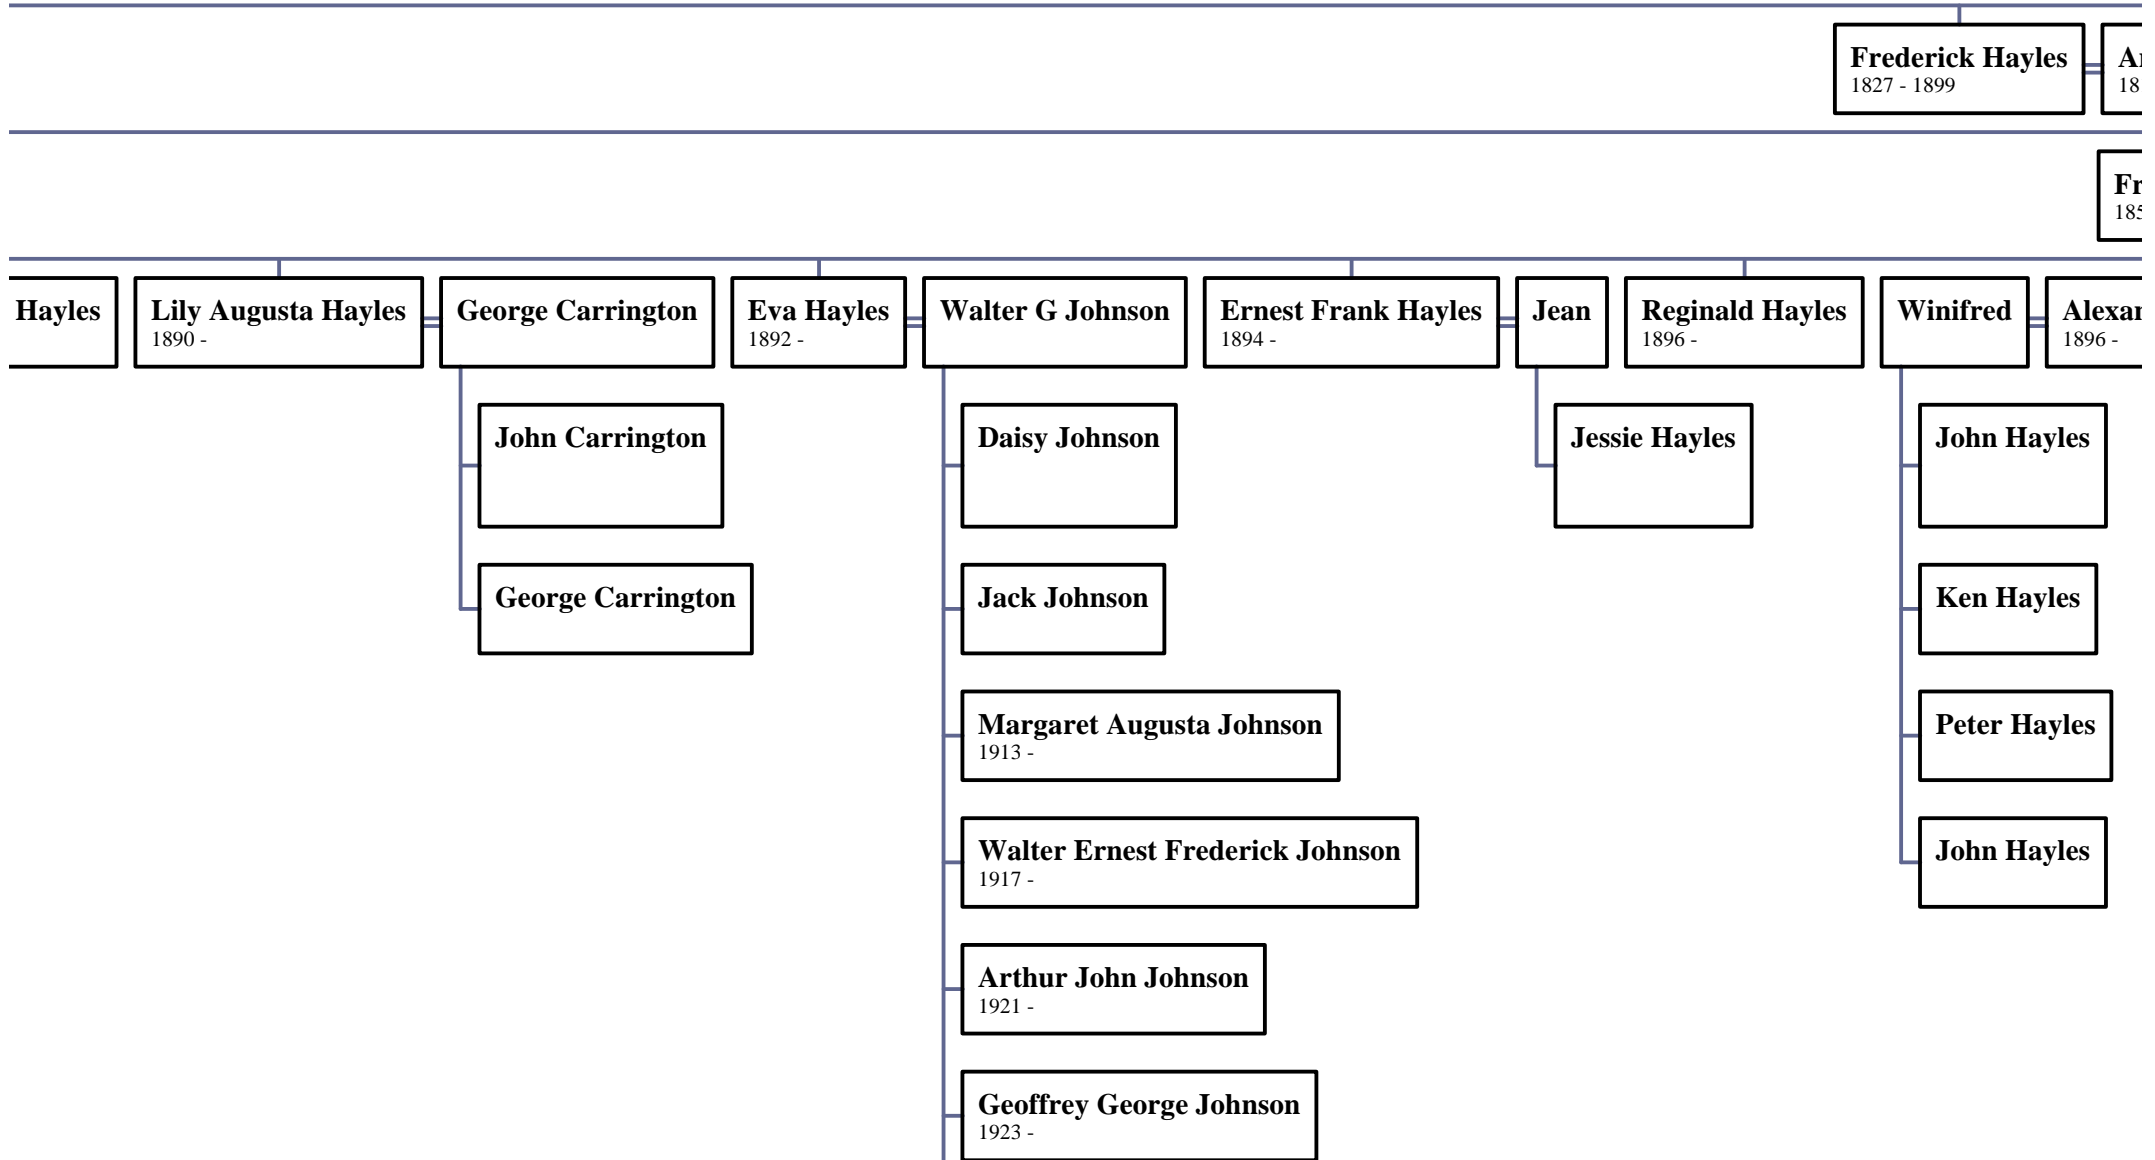 Frederick Hayles
1827 - 1899
Hayles
Lily Augusta Hayles
1890 -
George Carrington
Eva Hayles
1892 -
Walter G Johnson
Ernest Frank Hayles
1894 -
Jean
Reginald Hayles
1896 -
Winifred
1896 -
John Carrington
Daisy Johnson
Jessie Hayles
John Hayles
George Carrington
Jack Johnson
Ken Hayles
Margaret Augusta Johnson
1913 -
Peter Hayles
Walter Ernest Frederick Johnson
1917 -
John Hayles
Arthur John Johnson
1921 -
Geoffrey George Johnson
1923 -